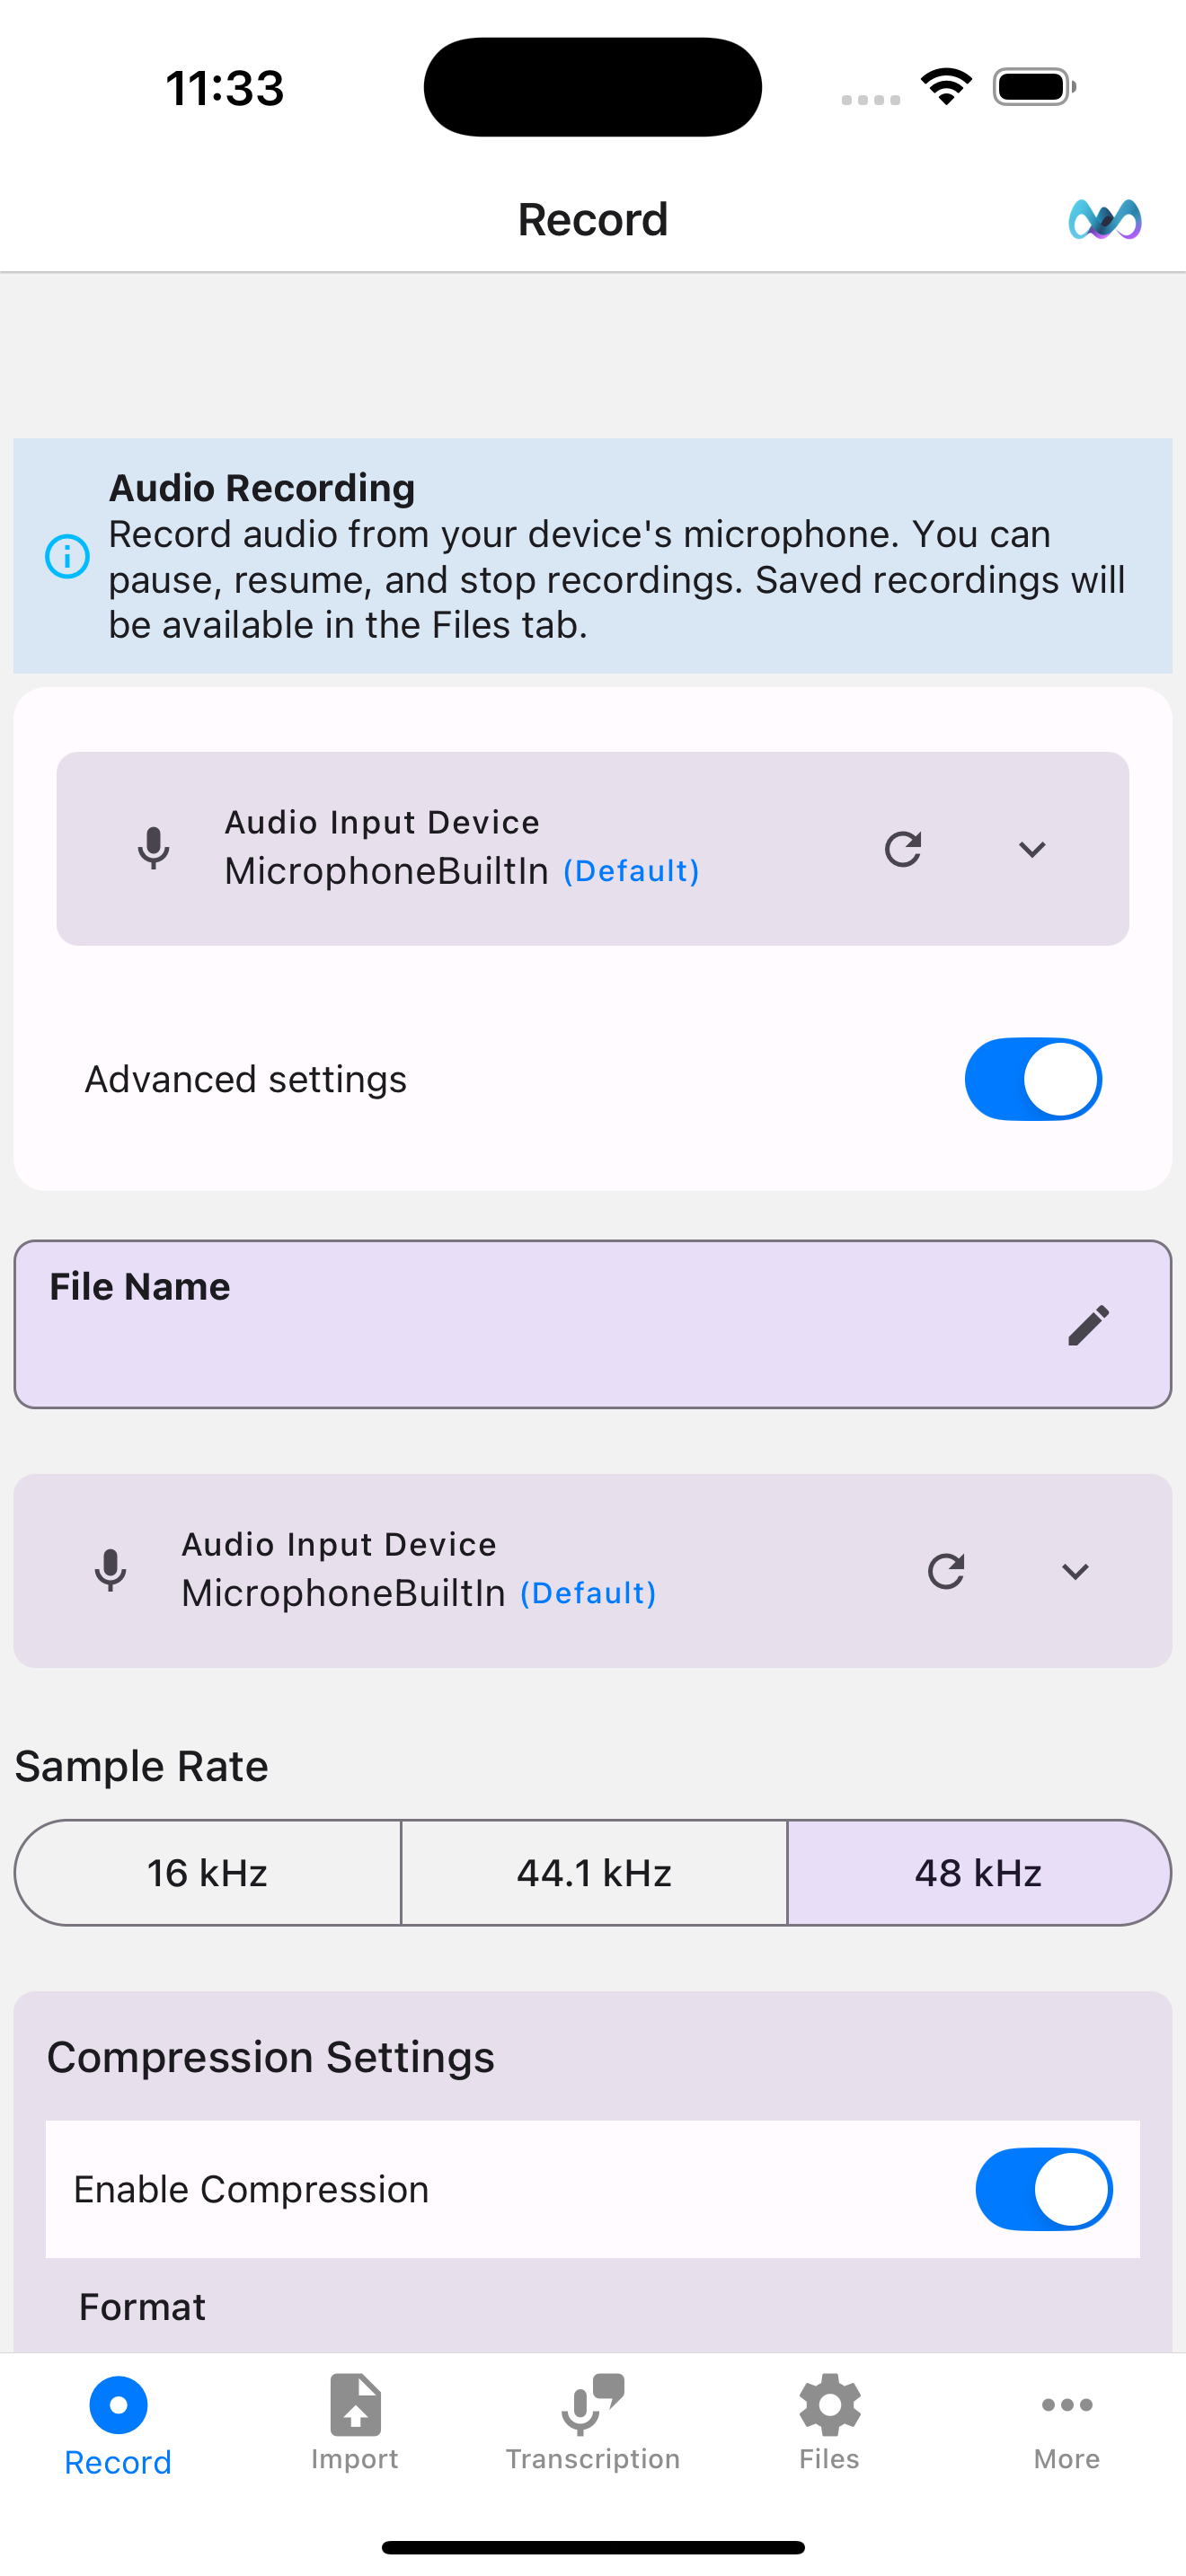 11:33
Record
Audio Recording
Record audio from your device's microphone. You can
pause, resume, and stop recordings. Saved recordings will
be available in the Files tab.
Audio Input Device
MicrophoneBuiltIn (Default)
Advanced settings
File Name
Audio Input Device
MicrophoneBuiltIn (Default)
Sample Rate
16 kHz 44.1 kHz 48 kHz
Compression Settings
Enable Compression
Format
Record Import Transcription Files More